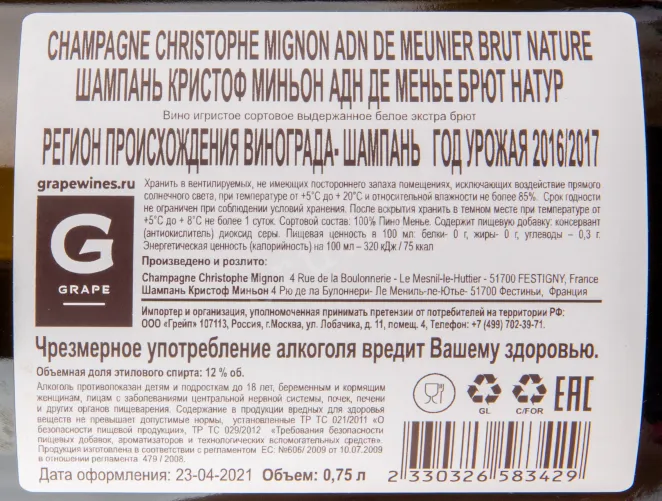 CHAMPAGNE CHRISTOPHE MIGNON ADN DE MEUNIER BRUT NATURE
ШАМПАНЬ КРИСТОФ МИНЬОН АДН ДЕ МЕНЬЕ БРЮТ НАТУР
Вино игристое сортовое выдержанное белое экстра брют
РЕГИОН ПРОИСХОЖДЕНИЯ ВИНОГРАДА- ШАМПАНЬ ГОД УРОЖАЯ 2016/2017
grapewines.ru
G
GRAPE
Хранить в вентилируемых, не имеющих постороннего запаха помещениях, исключающих воздействие прямого
солнечного света, при температуре от +5°С до + 20°С и относительной влажности не более 85%. Срок годности
не ограничен при соблюдении условий хранения. После вскрытия хранить в темном месте при температуре от
+5°С до + 8°С не более 1 суток. Сортовой состав: 100% Пино Менье. Содержит пищевую добавку: консервант
(антиокислитель) диоксид серы. Пищевая ценность в 100 мл: белки- 0 г, жиры- 0 г, углеводы – 0,3 г.
Энергетическая ценность (калорийность) на 100 мл – 320 кДж / 75 ккал
Произведено и розлито:
Champagne Christophe Mignon 4 Rue de la Boulonnerie - Le Mesnil-le-Huttier - 51700 FESTIGNY, France
Шампань Кристоф Миньон 4 Рю де ла Булоннери- Ле Мениль-ле-Ютье- 51700 Фестиньи, Франция
Импортер и организация, уполномоченная принимать претензии от потребителей на территории РФ:
ООО «Грейп» 107113, Россия, г.Москва, ул. Лобачика, д. 11, помещ. 4, Телефон: +7 (499) 702-39-71.
Чрезмерное употребление алкоголя вредит Вашему здоровью.
Объемная доля этилового спирта: 12 % об.
Алкоголь противопоказан детям и подросткам до 18 лет, беременным и кормящим
женщинам, лицам с заболеваниями центральной нервной системы, почек, печени
и других органов пищеварения. Содержание в продукции вредных для здоровья
веществ не превышает допустимые нормы, установленные ТР ТС 021/2011 «О
безопасности пищевой продукции», ТР ТС 029/2012 «Требования безопасности
пищевых добавок, ароматизаторов и технологических вспомогательных средств».
Продукция изготовлена в соответствии с регламентом ЕС: №606/ 2009 от 10.07.2009
в отношении регламента 479 / 2008.
GL
C/FOR
ЕАС
Дата оформления: 23-04-2021 Объем: 0,75 л
2 330326 583429